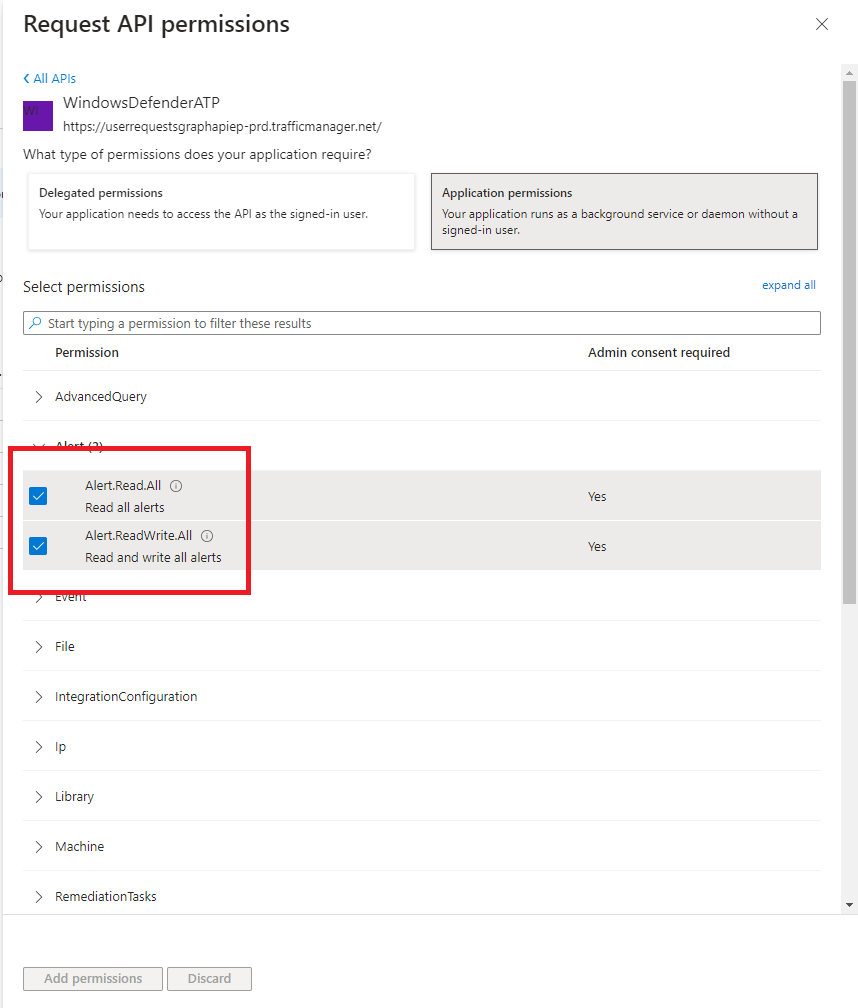 Request API permissions
All APIs
WI
WindowsDefenderATP
https://userrequestsgraphapiep-prd.trafficmanager.net/
What type of permissions does your application require?
Delegated permissions
Your application needs to access the API as the signed-in user.
Application permissions
Your application runs as a background service or daemon without a
signed-in user.
Select permissions
expand all
Start typing a permission to filter these results
Permission
Admin consent required
AdvancedQuery
Alert (2)
Alert.Read.All
Read all alerts
Yes
Alert.ReadWrite.All
Read and write all alerts
Yes
Event
File
IntegrationConfiguration
Ip
Library
Machine
RemediationTasks
Add permissions
Discard